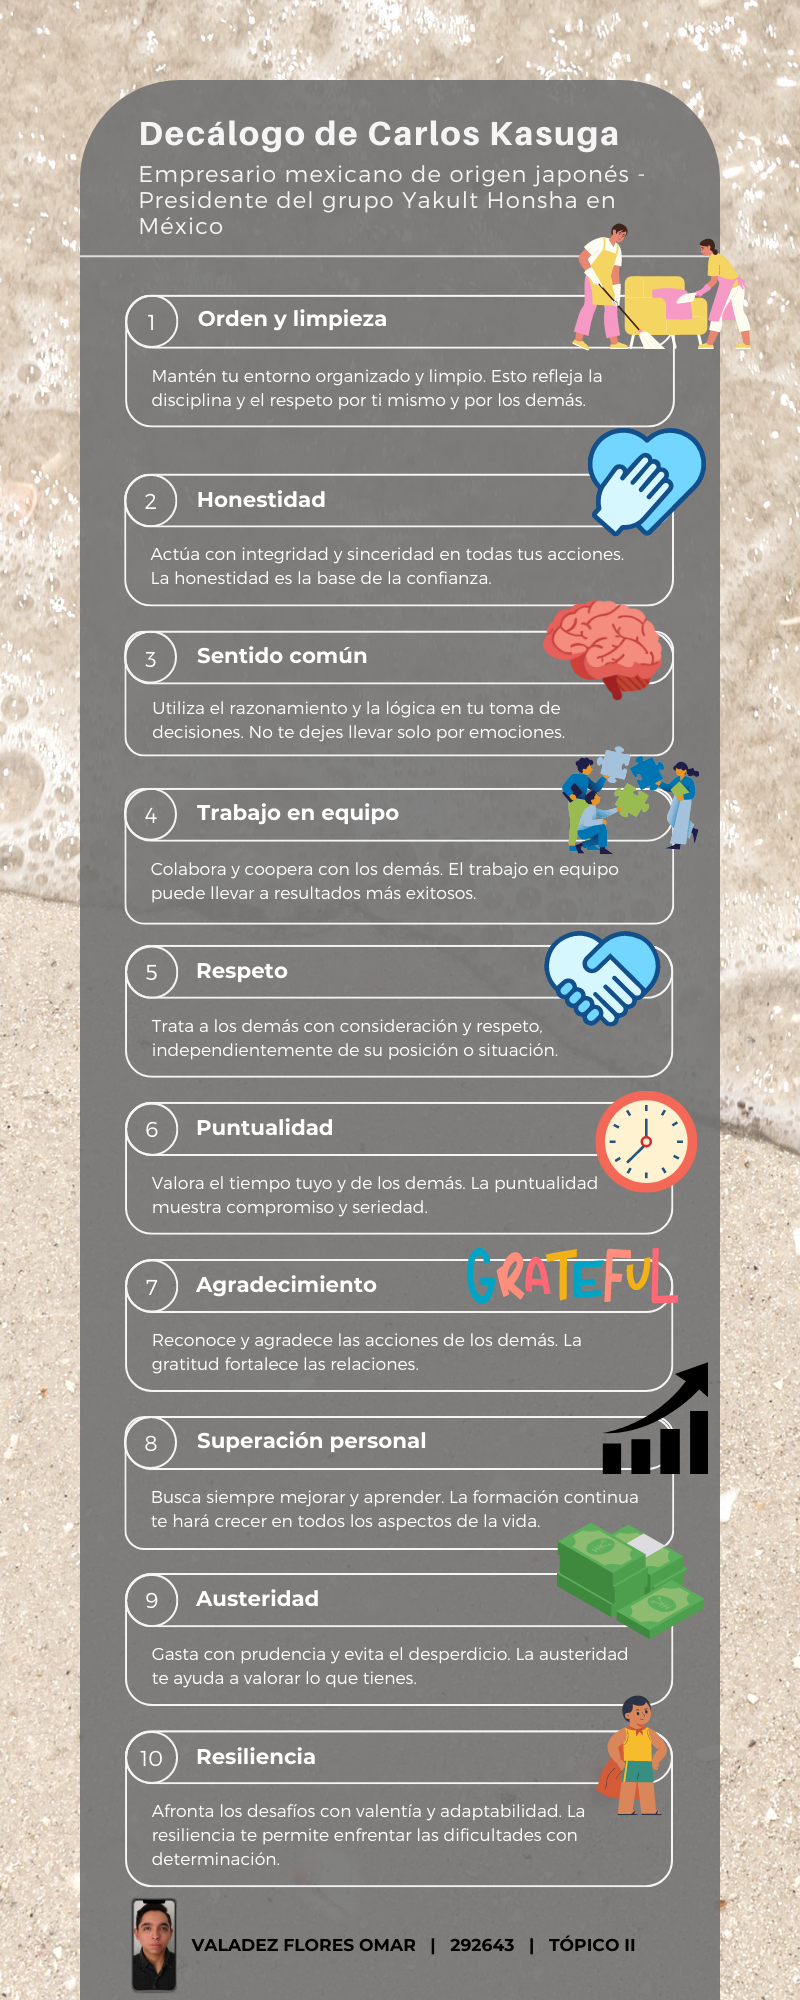 Decálogo de Carlos Kasuga
Empresario mexicano de origen japonés -
Presidente del grupo Yakult Honsha en
México
1 Orden y limpieza
Mantén tu entorno organizado y limpio. Esto refleja la
disciplina y el respeto por ti mismo y por los demás.
2 Honestidad
Actúa con integridad y sinceridad en todas tus acciones.
La honestidad es la base de la confianza.
3 Sentido común
Utiliza el razonamiento y la lógica en tu toma de
decisiones. No te dejes llevar solo por emociones.
4 Trabajo en equipo
Colabora y coopera con los demás. El trabajo en equipo
puede llevar a resultados más exitosos.
5 Respeto
Trata a los demás con consideración y respeto,
independientemente de su posición o situación.
6 Puntualidad
Valora el tiempo tuyo y de los demás. La puntualidad
muestra compromiso y seriedad.
7 Agradecimiento GRATEFUL
Reconoce y agradece las acciones de los demás. La
gratitud fortalece las relaciones.
8 Superación personal
Busca siempre mejorar y aprender. La formación continua
te hará crecer en todos los aspectos de la vida.
9 Austeridad
Gasta con prudencia y evita el desperdicio. La austeridad
te ayuda a valorar lo que tienes.
10 Resiliencia
Afronta los desafíos con valentía y adaptabilidad. La
resiliencia te permite enfrentar las dificultades con
determinación.
VALADEZ FLORES OMAR | 292643 | TÓPICO II